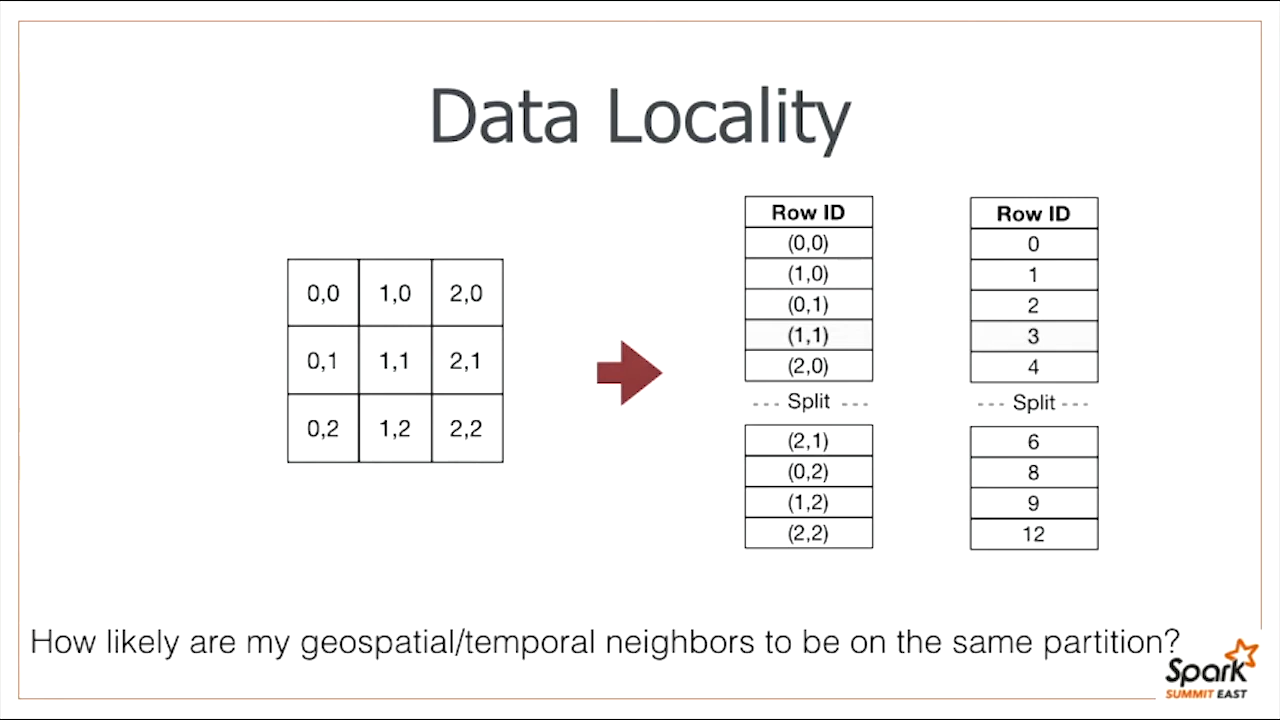 Data Locality
0,0 1,0 2,0
0,1 1,1 2,1
0,2 1,2 2,2
Row ID
(0,0)
(1,0)
(0,1)
(1,1)
(2,0)
--- Split ---
(2,1)
(0,2)
(1,2)
(2,2)
Row ID
0
1
2
3
4
--- Split ---
6
8
9
12
How likely are my geospatial/temporal neighbors to be on the same partition?
Spark
SUMMIT EAST